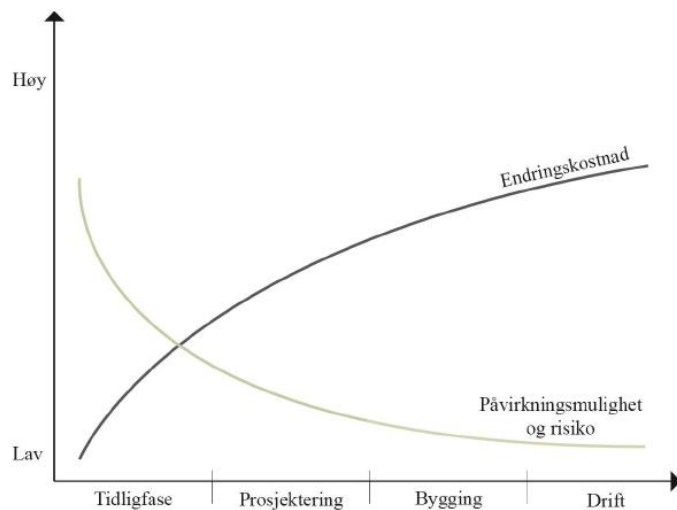 Høy
Endringskostnad
Påvirkningsmulighet
og risiko
Lav
Tidligfase
Prosjektering
Bygging
Drift